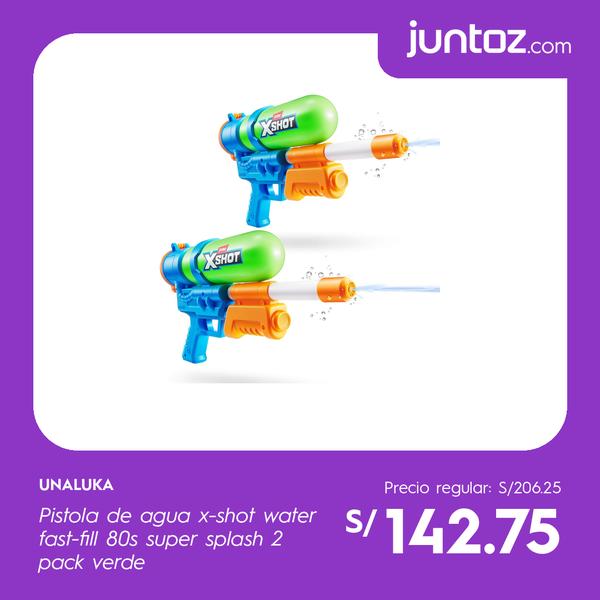 juntoz.com
XSHOT
XSHOT
UNALUKA
Precio regular: S/206.25
Pistola de agua x-shot water
fast-fill 80s super splash 2
pack verde
S/142.75